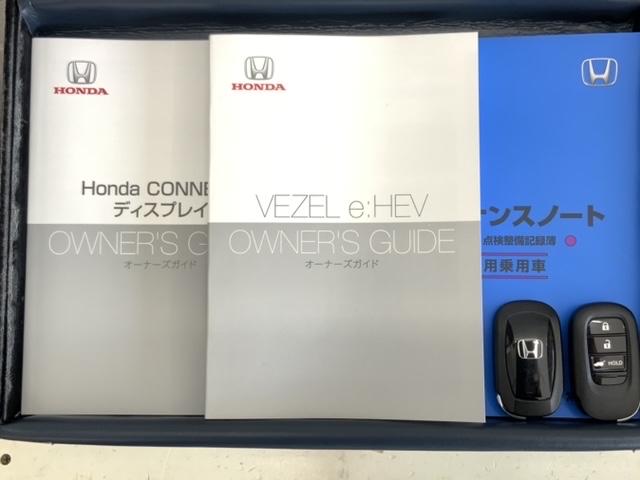 HONDA
Honda CONNE
ディスプレイ
OWNER'S G
オーナーズガイド
HONDA
VEZEL e:HEV
OWNER'S GUIDE
オーナーズガイド
ーンスノート
点検整備記録簿
用乗用車
HOLD